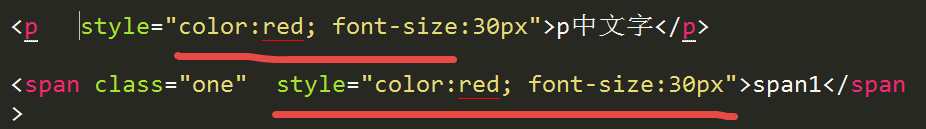 <p   style="color:red; font-size:30px">p中文字</p>
<span class="one"  style="color:red; font-size:30px">span1</span
>